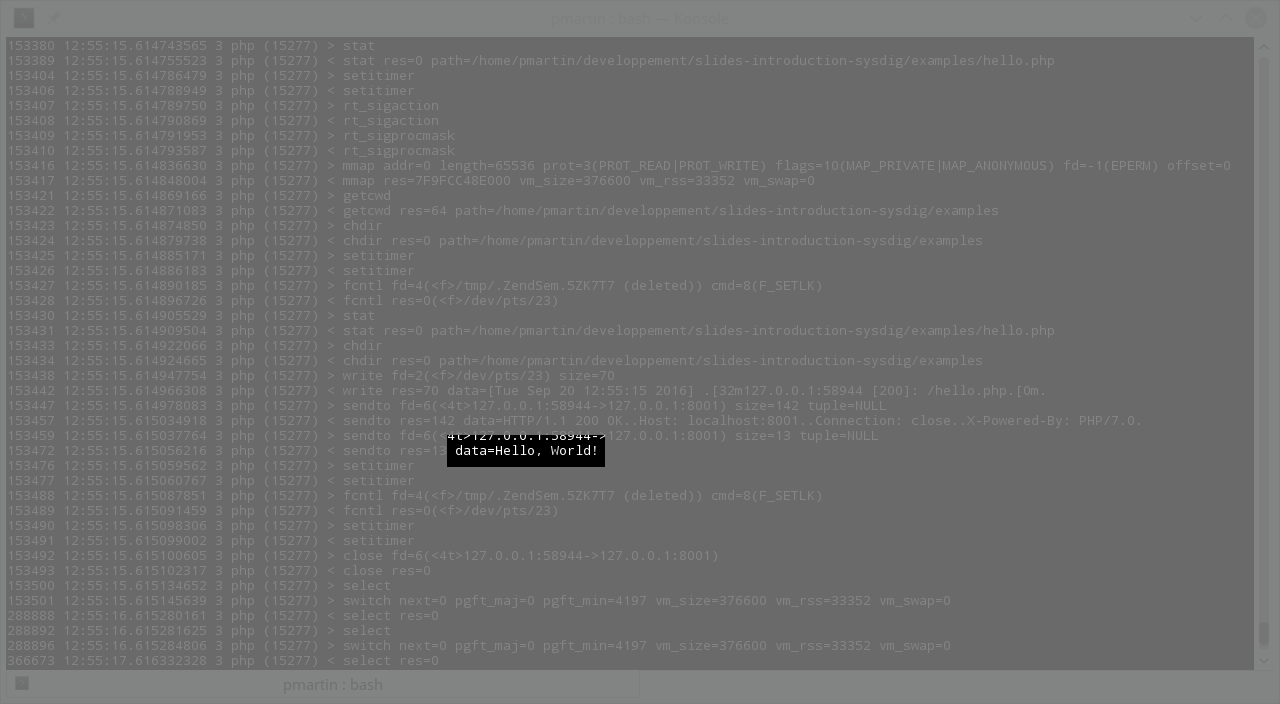 pmartin : bash — Konsole
153380 12:55:15.614743565 3 php (15277) > stat
153389 12:55:15.614755523 3 php (15277) < stat res=0 path=/home/pmartin/developpement/slides-introduction-sysdig/examples/hello.php
153404 12:55:15.614786479 3 php (15277) > setitimer
153406 12:55:15.614788949 3 php (15277) < setitimer
153407 12:55:15.614789750 3 php (15277) > rt_sigaction
153408 12:55:15.614790869 3 php (15277) < rt_sigaction
153409 12:55:15.614791953 3 php (15277) > rt_sigprocmask
153410 12:55:15.614793587 3 php (15277) < rt_sigprocmask
153416 12:55:15.614836630 3 php (15277) > mmap addr=0 length=65536 prot=3(PROT_READ|PROT_WRITE) flags=10(MAP_PRIVATE|MAP_ANONYMOUS) fd=-1(EPERM) offset=0
153417 12:55:15.614848004 3 php (15277) < mmap res=7F9FCC48E000 vm_size=376600 vm_rss=33352 vm_swap=0
153421 12:55:15.614869166 3 php (15277) > getcwd
153422 12:55:15.614871083 3 php (15277) < getcwd res=64 path=/home/pmartin/developpement/slides-introduction-sysdig/examples
153423 12:55:15.614874850 3 php (15277) > chdir
153424 12:55:15.614879738 3 php (15277) < chdir res=0 path=/home/pmartin/developpement/slides-introduction-sysdig/examples
153425 12:55:15.614885171 3 php (15277) > setitimer
153426 12:55:15.614886183 3 php (15277) < setitimer
153427 12:55:15.614890185 3 php (15277) > fcntl fd=4(<f>/tmp/.ZendSem.5ZK7T7 (deleted)) cmd=8(F_SETLK)
153428 12:55:15.614896726 3 php (15277) < fcntl res=0(<f>/dev/pts/23)
153430 12:55:15.614905529 3 php (15277) > stat
153431 12:55:15.614909504 3 php (15277) < stat res=0 path=/home/pmartin/developpement/slides-introduction-sysdig/examples/hello.php
153433 12:55:15.614922066 3 php (15277) > chdir
153434 12:55:15.614924665 3 php (15277) < chdir res=0 path=/home/pmartin/developpement/slides-introduction-sysdig/examples
153438 12:55:15.614947754 3 php (15277) > write fd=2(<f>/dev/pts/23) size=70
153442 12:55:15.614966308 3 php (15277) < write res=70 data=[Tue Sep 20 12:55:15 2016] .[32m127.0.0.1:58944 [200]: /hello.php.[0m.
153447 12:55:15.614978083 3 php (15277) > sendto fd=6(<4t>127.0.0.1:58944->127.0.0.1:8001) size=142 tuple=NULL
153457 12:55:15.615034918 3 php (15277) < sendto res=142 data=HTTP/1.1 200 OK..Host: localhost:8001..Connection: close..X-Powered-By: PHP/7.0.
153459 12:55:15.615037764 3 php (15277) > sendto fd=6(<4t>127.0.0.1:58944->127.0.0.1:8001) size=13 tuple=NULL
153472 12:55:15.615056216 3 php (15277) < sendto res=13 data=Hello, World!
153476 12:55:15.615059562 3 php (15277) > setitimer
153477 12:55:15.615060767 3 php (15277) < setitimer
153488 12:55:15.615087851 3 php (15277) > fcntl fd=4(<f>/tmp/.ZendSem.5ZK7T7 (deleted)) cmd=8(F_SETLK)
153489 12:55:15.615091459 3 php (15277) < fcntl res=0(<f>/dev/pts/23)
153490 12:55:15.615098306 3 php (15277) > setitimer
153491 12:55:15.615099002 3 php (15277) < setitimer
153492 12:55:15.615100605 3 php (15277) > close fd=6(<4t>127.0.0.1:58944->127.0.0.1:8001)
153493 12:55:15.615102317 3 php (15277) < close res=0
153500 12:55:15.615134652 3 php (15277) > select
153501 12:55:15.615145639 3 php (15277) > switch next=0 pgft_maj=0 pgft_min=4197 vm_size=376600 vm_rss=33352 vm_swap=0
288888 12:55:16.615280161 3 php (15277) < select res=0
288892 12:55:16.615281625 3 php (15277) > select
288896 12:55:16.615284806 3 php (15277) > switch next=0 pgft_maj=0 pgft_min=4197 vm_size=376600 vm_rss=33352 vm_swap=0
366673 12:55:17.616332328 3 php (15277) < select res=0
pmartin : bash